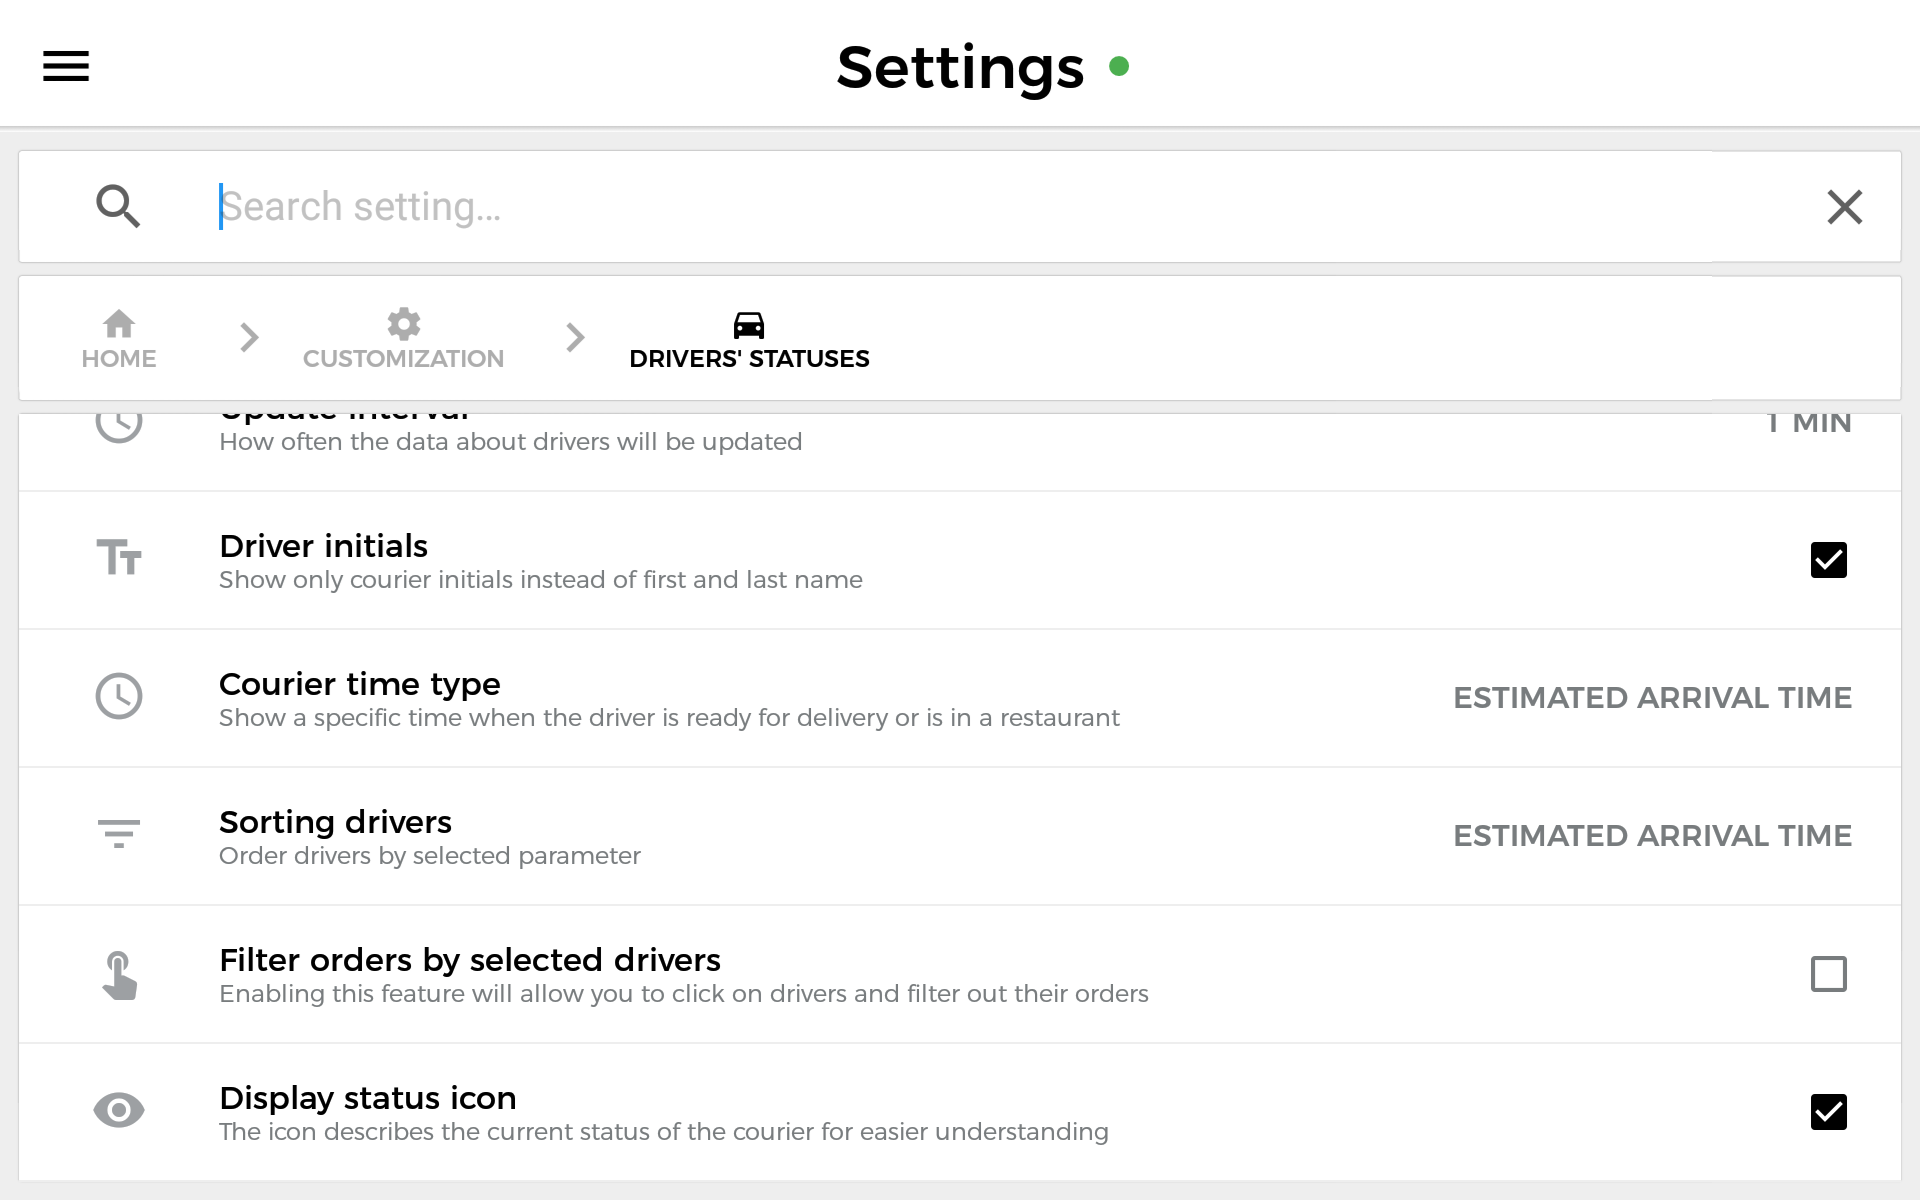 Settings
Search setting...
HOME
CUSTOMIZATION
DRIVERS' STATUSES
Update interval
1 MIN
How often the data about drivers will be updated
Driver initials
Show only courier initials instead of first and last name
Courier time type
Show a specific time when the driver is ready for delivery or is in a restaurant
ESTIMATED ARRIVAL TIME
Sorting drivers
Order drivers by selected parameter
ESTIMATED ARRIVAL TIME
Filter orders by selected drivers
Enabling this feature will allow you to click on drivers and filter out their orders
Display status icon
The icon describes the current status of the courier for easier understanding